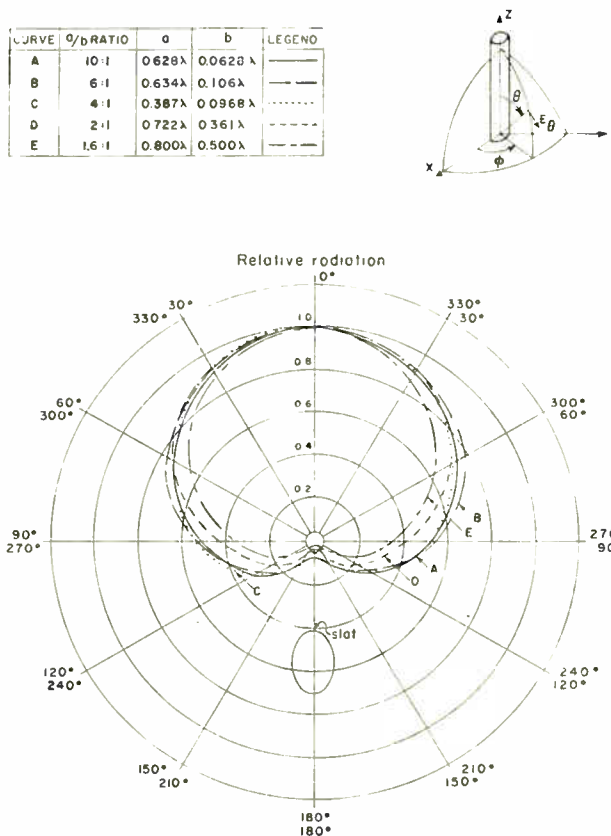 CURVE a/b RATIO a b LEGEND
A 10:1 0.628λ 0.0628λ
B 6:1 0.634λ 0.106λ
C 4:1 0.387λ 0.0968λ
D 2:1 0.722λ 0.361λ
E 1.6:1 0.800λ 0.500λ
Z
θ
E θ
X
ϕ
Relative radiation
0°
30°
330°
330°
30°
1.0
0.8
60°
300°
0.6
300°
60°
0.4
0.2
B
E
90°
270°
270°
90
A
D
C
slat
120°
240°
240°
120°
150°
210°
210°
150°
180°
180°